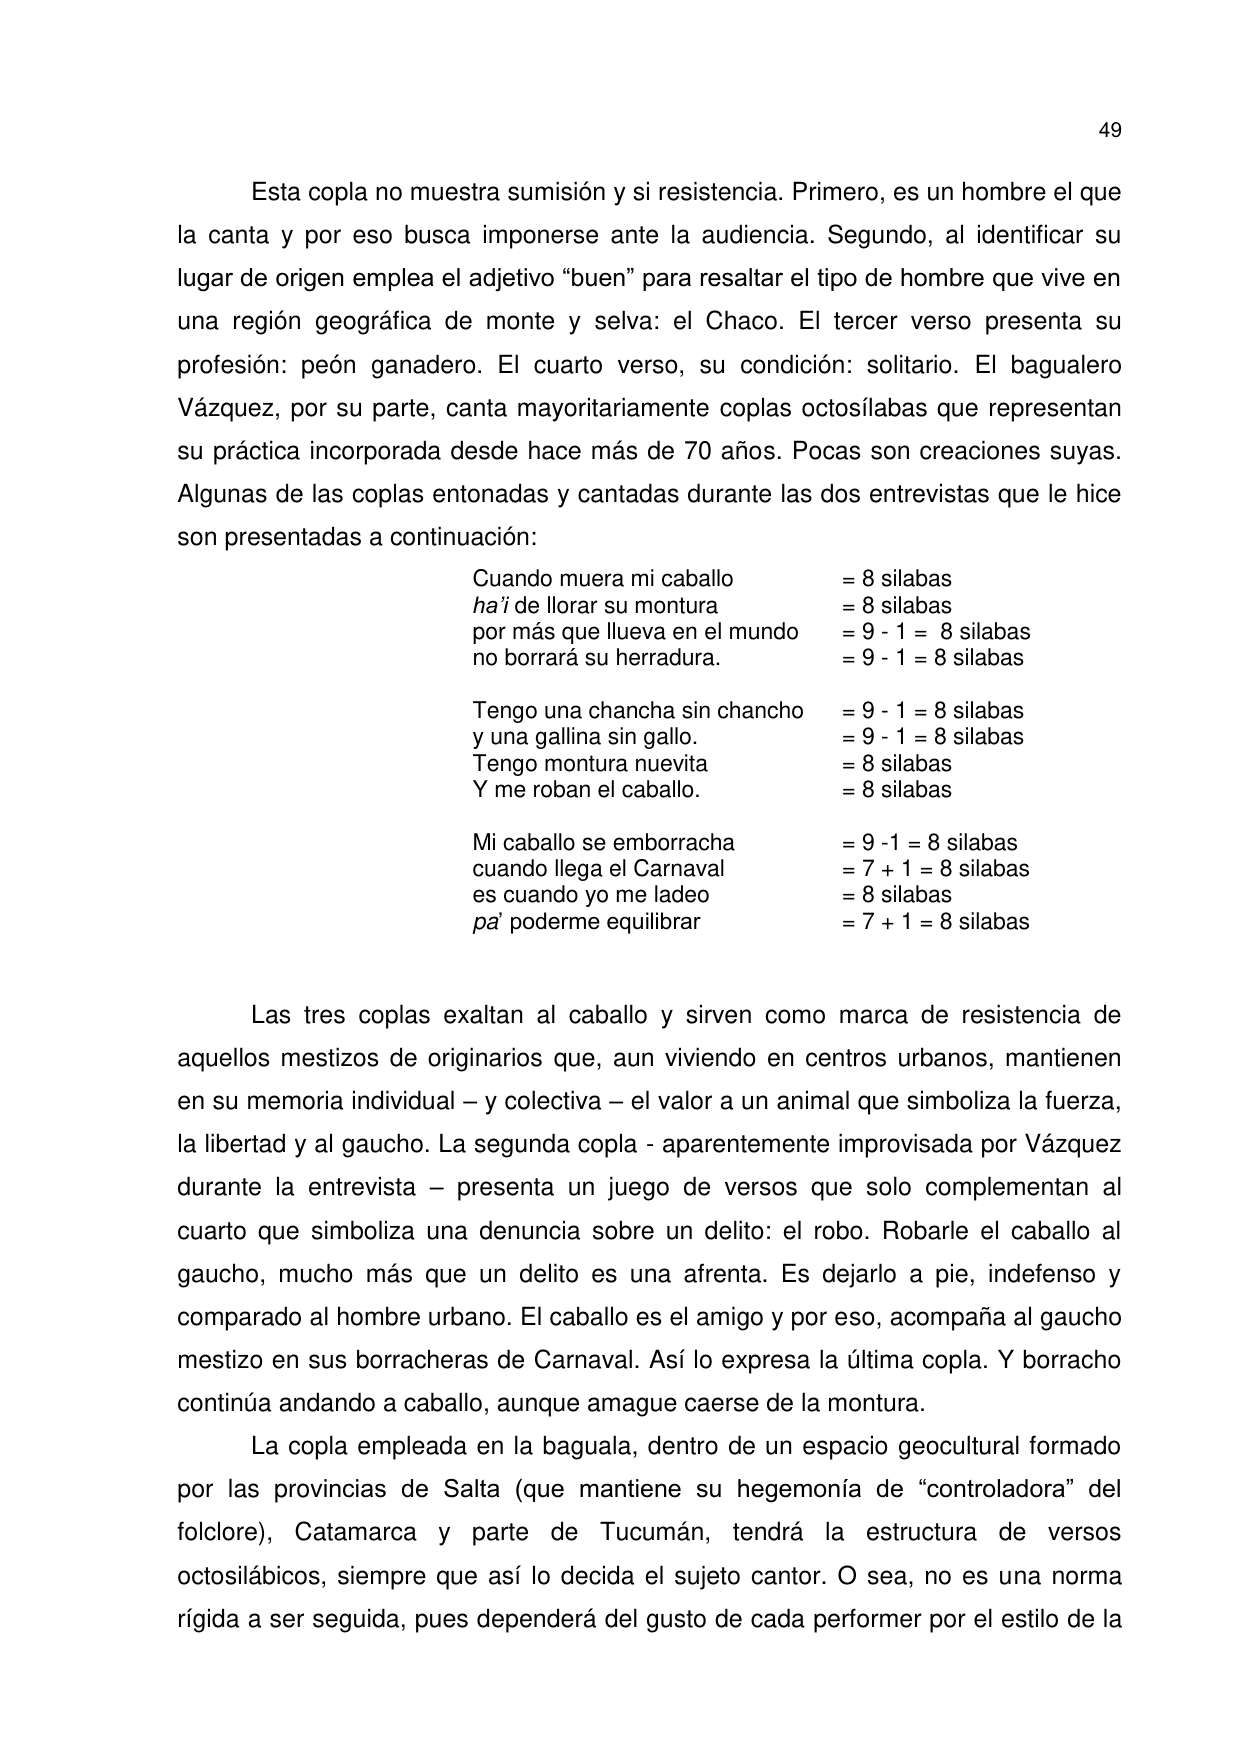 49
Esta copla no muestra sumisión y si resistencia. Primero, es un hombre el que
la canta y por eso busca imponerse ante la audiencia. Segundo, al identificar su
lugar de origen emplea el adjetivo “buen” para resaltar el tipo de hombre que vive en
una región geográfica de monte y selva: el Chaco. El tercer verso presenta su
profesión: peón ganadero. El cuarto verso, su condición: solitario. El bagualero
Vázquez, por su parte, canta mayoritariamente coplas octosílabas que representan
su práctica incorporada desde hace más de 70 años. Pocas son creaciones suyas.
Algunas de las coplas entonadas y cantadas durante las dos entrevistas que le hice
son presentadas a continuación:
Cuando muera mi caballo = 8 silabas
ha’i de llorar su montura = 8 silabas
por más que llueva en el mundo = 9 - 1 = 8 silabas
no borrará su herradura. = 9 - 1 = 8 silabas
Tengo una chancha sin chancho = 9 - 1 = 8 silabas
y una gallina sin gallo. = 9 - 1 = 8 silabas
Tengo montura nuevita = 8 silabas
Y me roban el caballo. = 8 silabas
Mi caballo se emborracha = 9 -1 = 8 silabas
cuando llega el Carnaval = 7 + 1 = 8 silabas
es cuando yo me ladeo = 8 silabas
pa’ poderme equilibrar = 7 + 1 = 8 silabas
Las tres coplas exaltan al caballo y sirven como marca de resistencia de
aquellos mestizos de originarios que, aun viviendo en centros urbanos, mantienen
en su memoria individual – y colectiva – el valor a un animal que simboliza la fuerza,
la libertad y al gaucho. La segunda copla - aparentemente improvisada por Vázquez
durante la entrevista – presenta un juego de versos que solo complementan al
cuarto que simboliza una denuncia sobre un delito: el robo. Robarle el caballo al
gaucho, mucho más que un delito es una afrenta. Es dejarlo a pie, indefenso y
comparado al hombre urbano. El caballo es el amigo y por eso, acompaña al gaucho
mestizo en sus borracheras de Carnaval. Así lo expresa la última copla. Y borracho
continúa andando a caballo, aunque amague caerse de la montura.
La copla empleada en la baguala, dentro de un espacio geocultural formado
por las provincias de Salta (que mantiene su hegemonía de “controladora” del
folclore), Catamarca y parte de Tucumán, tendrá la estructura de versos
octosilábicos, siempre que así lo decida el sujeto cantor. O sea, no es una norma
rígida a ser seguida, pues dependerá del gusto de cada performer por el estilo de la